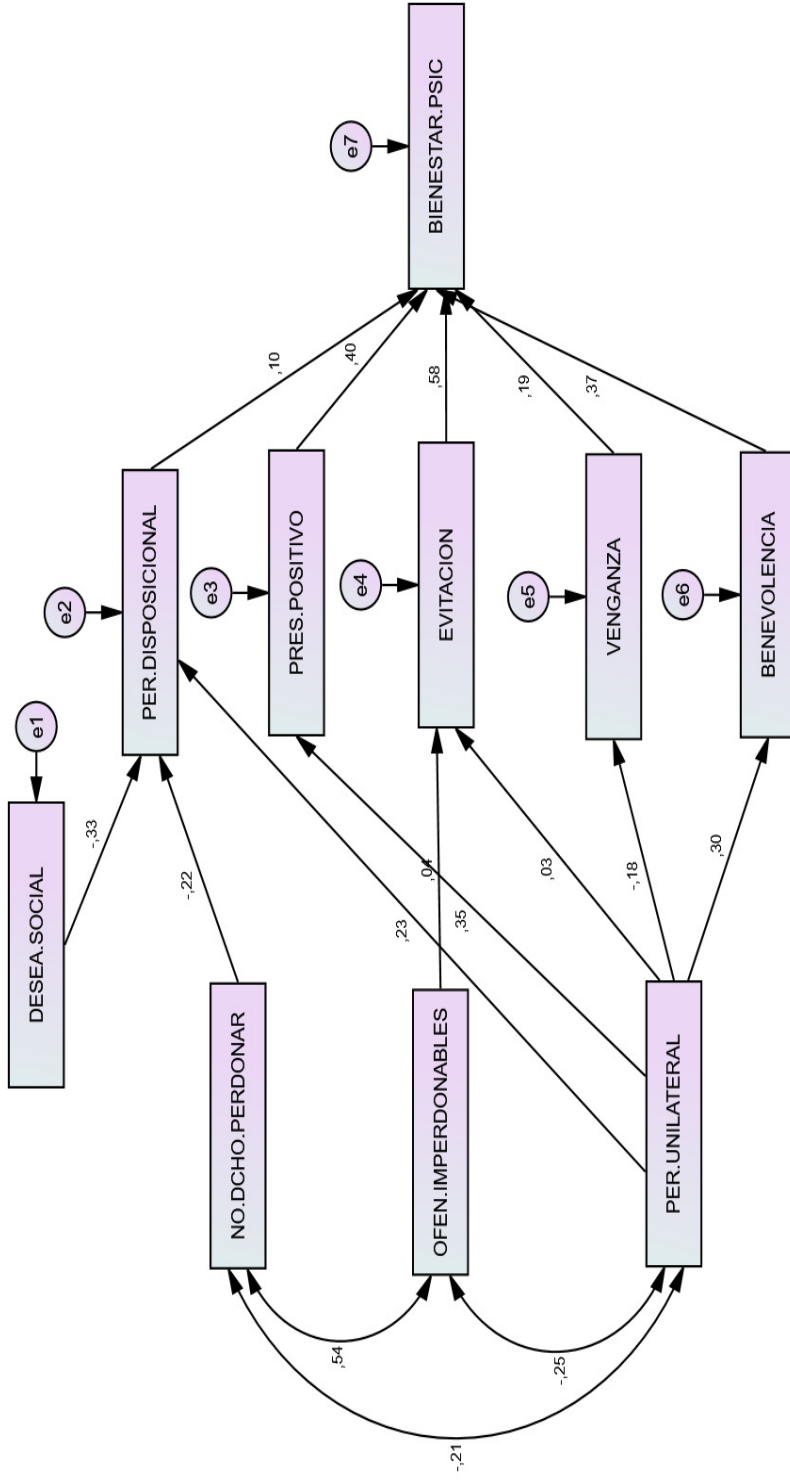 DESEA.SOCIAL
e1
e2
-,33
PER.DISPOSICIONAL
-,22
e3
NO.DCHO.PERDONAR
,10
PRES.POSITIVO
,54
,40
e7
e4
,23
,04
,58
BIENESTAR.PSIC
OFEN.IMPERDONABLES
EVITACION
-,21
,35
,19
e5
,03
-,25
,37
VENGANZA
-,18
PER.UNILATERAL
e6
,30
BENEVOLENCIA